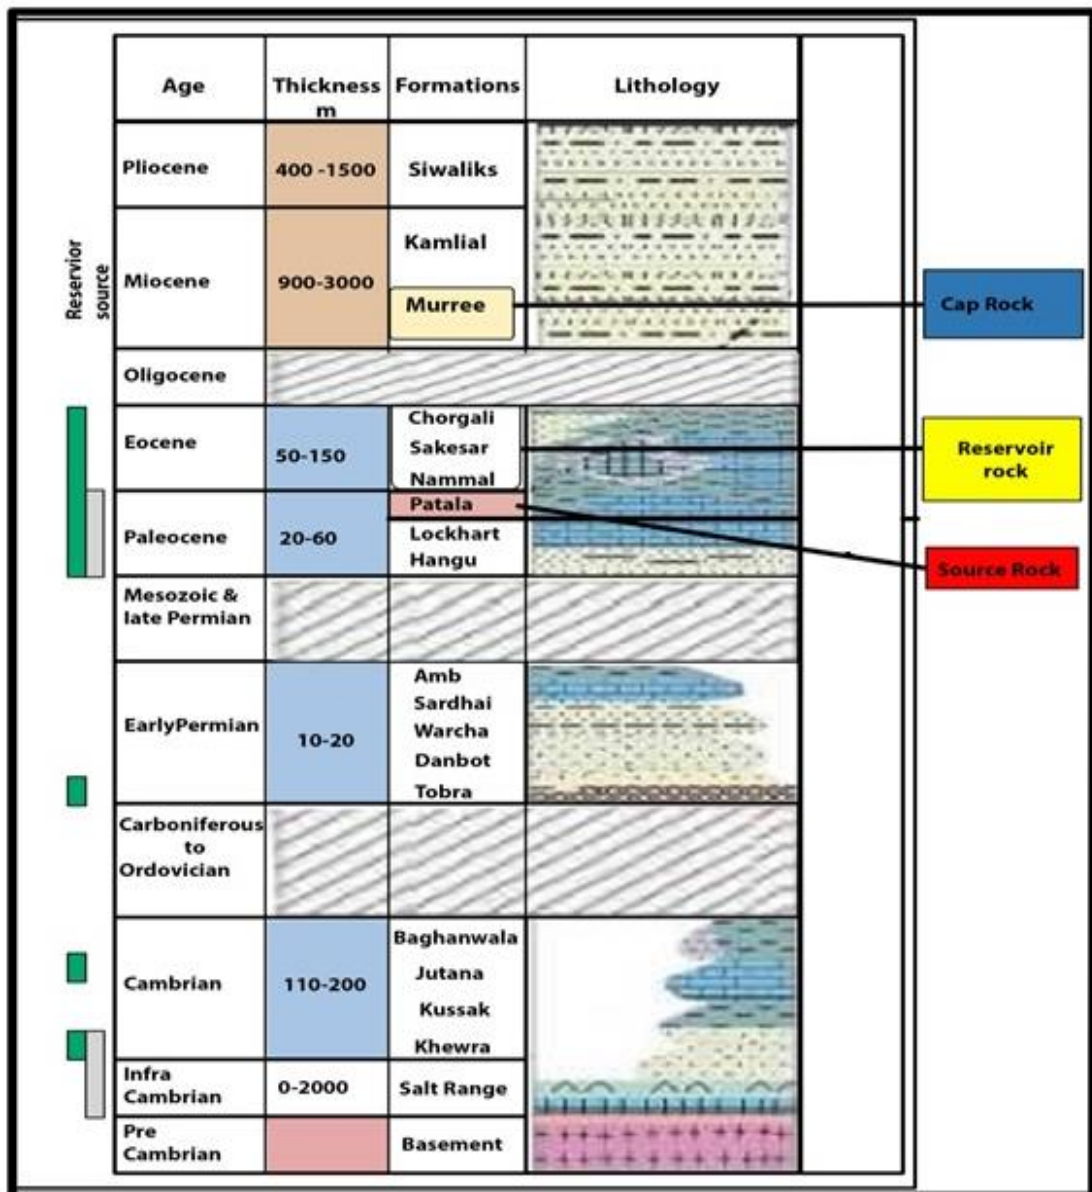 Age
Thickness
m
Formations
Lithology
Pliocene
400 -1500
Siwaliks
Reservior
source
Miocene
900-3000
Kamlial
Murree
Cap Rock
Oligocene
Eocene
50-150
Chorgali
Sakesar
Nammal
Reservoir
rock
Paleocene
20-60
Patala
Lockhart
Hangu
Source Rock
Mesozoic &
late Permian
EarlyPermian
10-20
Amb
Sardhai
Warcha
Danbot
Tobra
Carboniferous
to
Ordovician
Cambrian
110-200
Baghanwala
Jutana
Kussak
Khewra
Infra
Cambrian
0-2000
Salt Range
Pre
Cambrian
Basement